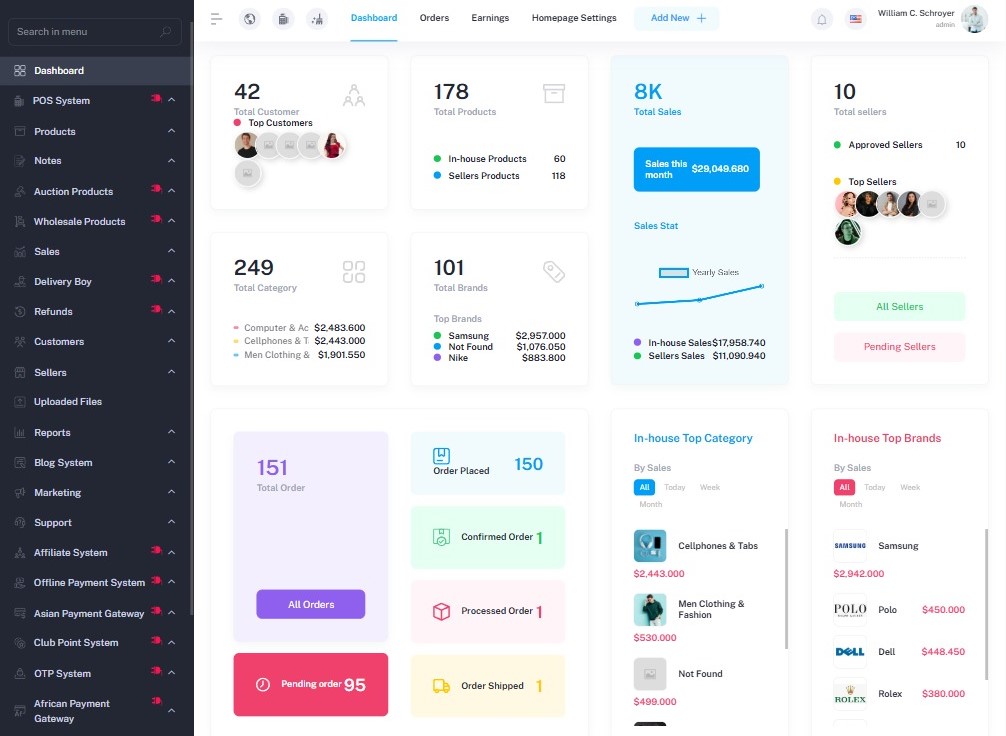 Search in menu
Dashboard
POS System
Products
Notes
Auction Products
Wholesale Products
Sales
Delivery Boy
Refunds
Customers
Sellers
Uploaded Files
Reports
Blog System
Marketing
Support
Affiliate System
Offline Payment System
Asian Payment Gateway
Club Point System
OTP System
African Payment
Gateway
Dashboard
Orders
Earnings
Homepage Settings
Add New +
William C. Schroyer
admin
42
Total Customer
Top Customers
178
Total Products
In-house Products 60
Sellers Products 118
8K
Total Sales
Sales this
month
$29,049.680
Sales Stat
Yearly Sales
In-house Sales $17,958.740
Sellers Sales $11,090.940
10
Total sellers
Approved Sellers 10
Top Sellers
All Sellers
Pending Sellers
249
Total Category
Computer & Ac $2,483.600
Cellphones & T $2,443.000
Men Clothing & $1,901.550
101
Total Brands
Top Brands
Samsung $2,957.000
Not Found $1,076.050
Nike $883.800
151
Total Order
All Orders
Pending order 95
Order Placed 150
Confirmed Order 1
Processed Order 1
Order Shipped 1
In-house Top Category
By Sales
All Today Week
Month
Cellphones & Tabs
$2,443.000
Men Clothing &
Fashion
$530.000
Not Found
$499.000
In-house Top Brands
By Sales
All Today Week
Month
SAMSUNG Samsung
$2,942.000
POLO Polo $450.000
DELL Dell $448.450
ROLEX Rolex $380.000